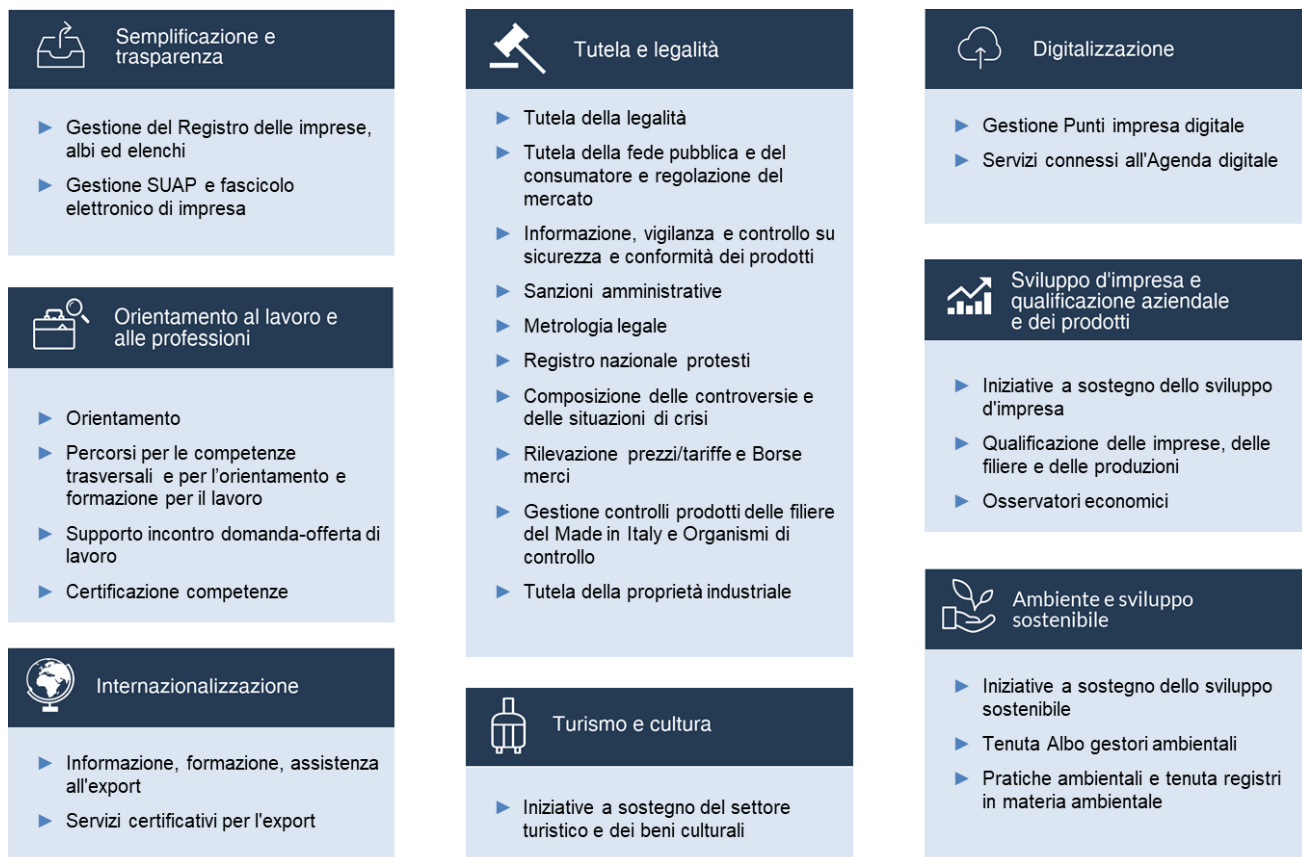 Semplificazione e
trasparenza
► Gestione del Registro delle imprese,
albi ed elenchi
► Gestione SUAP e fascicolo
elettronico di impresa
Orientamento al lavoro e
alle professioni
► Orientamento
► Percorsi per le competenze
trasversali e per l’orientamento e
formazione per il lavoro
► Supporto incontro domanda-offerta di
lavoro
► Certificazione competenze
Internazionalizzazione
► Informazione, formazione, assistenza
all'export
► Servizi certificativi per l'export
Tutela e legalità
► Tutela della legalità
► Tutela della fede pubblica e del
consumatore e regolazione del
mercato
► Informazione, vigilanza e controllo su
sicurezza e conformità dei prodotti
► Sanzioni amministrative
► Metrologia legale
► Registro nazionale protesti
► Composizione delle controversie e
delle situazioni di crisi
► Rilevazione prezzi/tariffe e Borse
merci
► Gestione controlli prodotti delle filiere
del Made in Italy e Organismi di
controllo
► Tutela della proprietà industriale
Turismo e cultura
► Iniziative a sostegno del settore
turistico e dei beni culturali
Digitalizzazione
► Gestione Punti impresa digitale
► Servizi connessi all'Agenda digitale
Sviluppo d'impresa e
qualificazione aziendale
e dei prodotti
► Iniziative a sostegno dello sviluppo
d'impresa
► Qualificazione delle imprese, delle
filiere e delle produzioni
► Osservatori economici
Ambiente e sviluppo
sostenibile
► Iniziative a sostegno dello sviluppo
sostenibile
► Tenuta Albo gestori ambientali
► Pratiche ambientali e tenuta registri
in materia ambientale